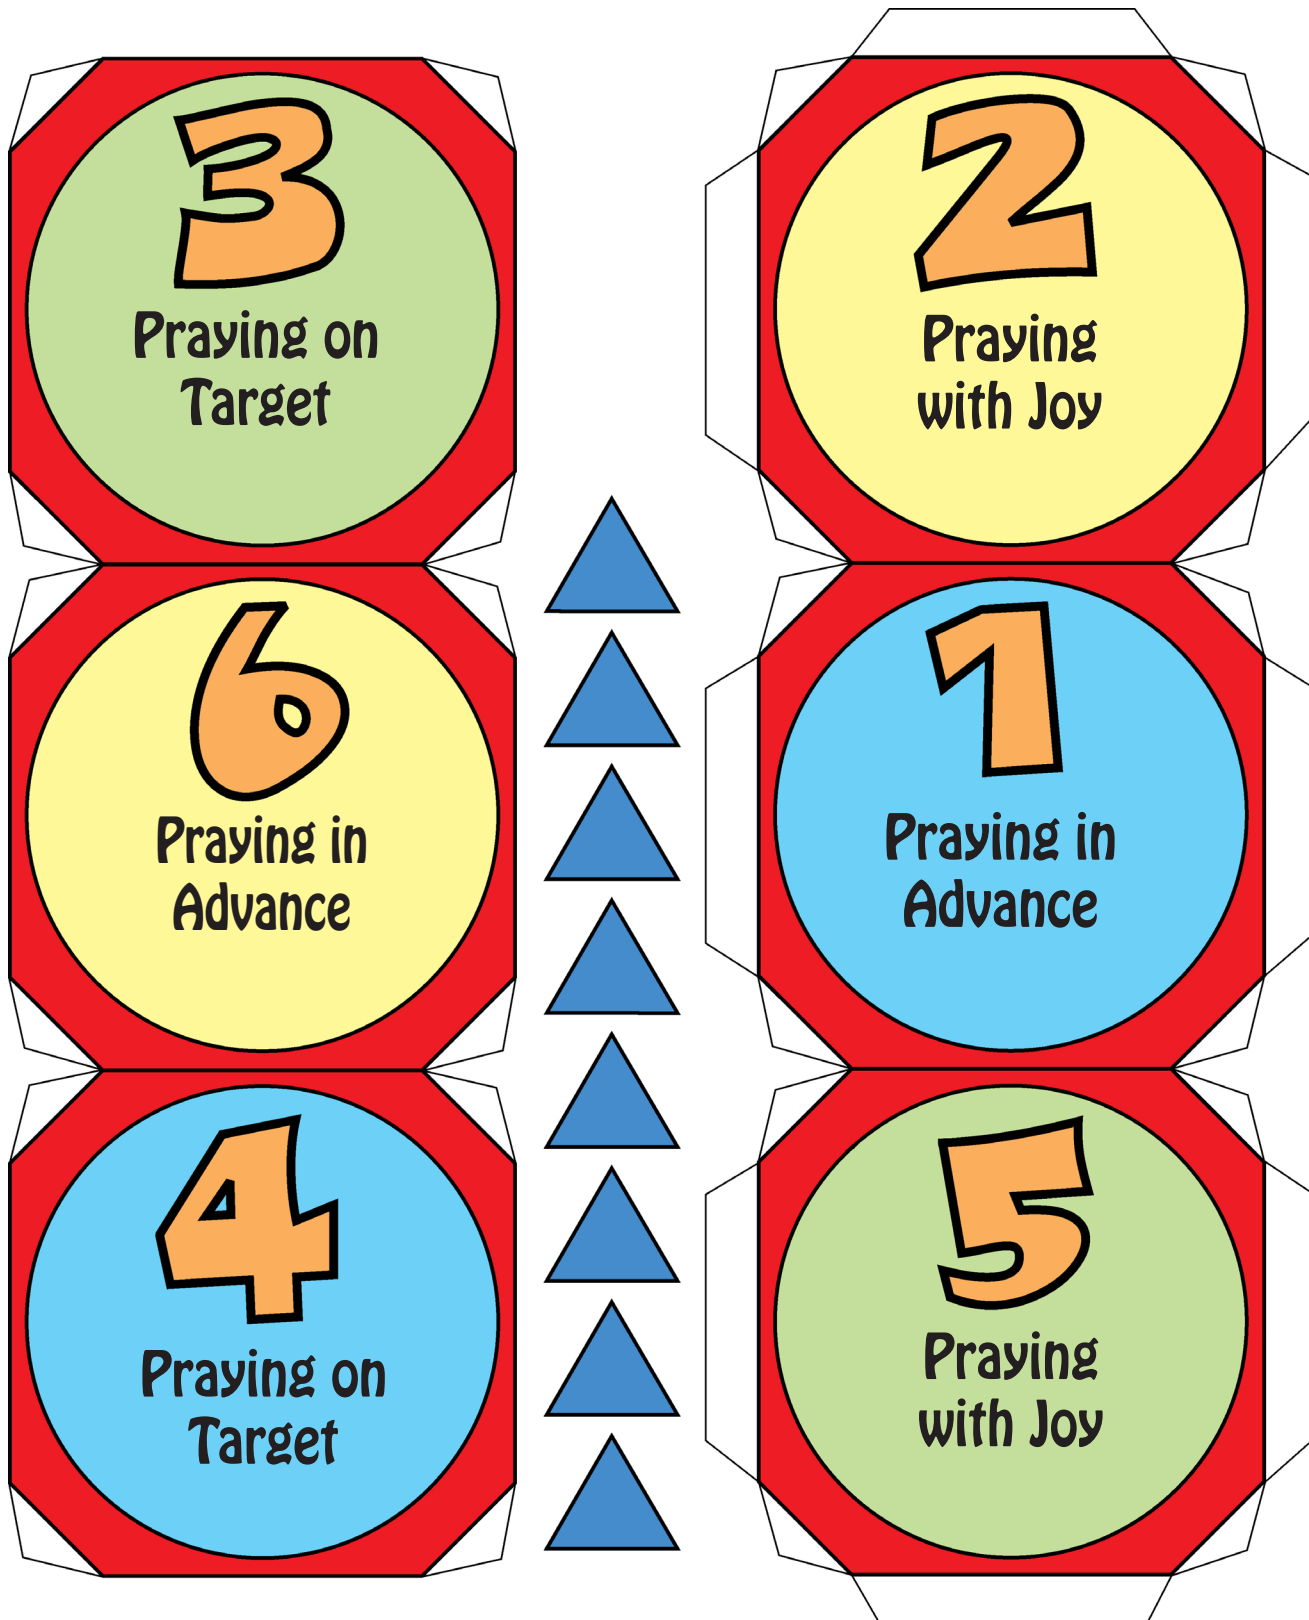 3
Praying on
Target
2
Praying
with Joy
6
Praying in
Advance
1
Praying in
Advance
4
Praying on
Target
5
Praying
with Joy